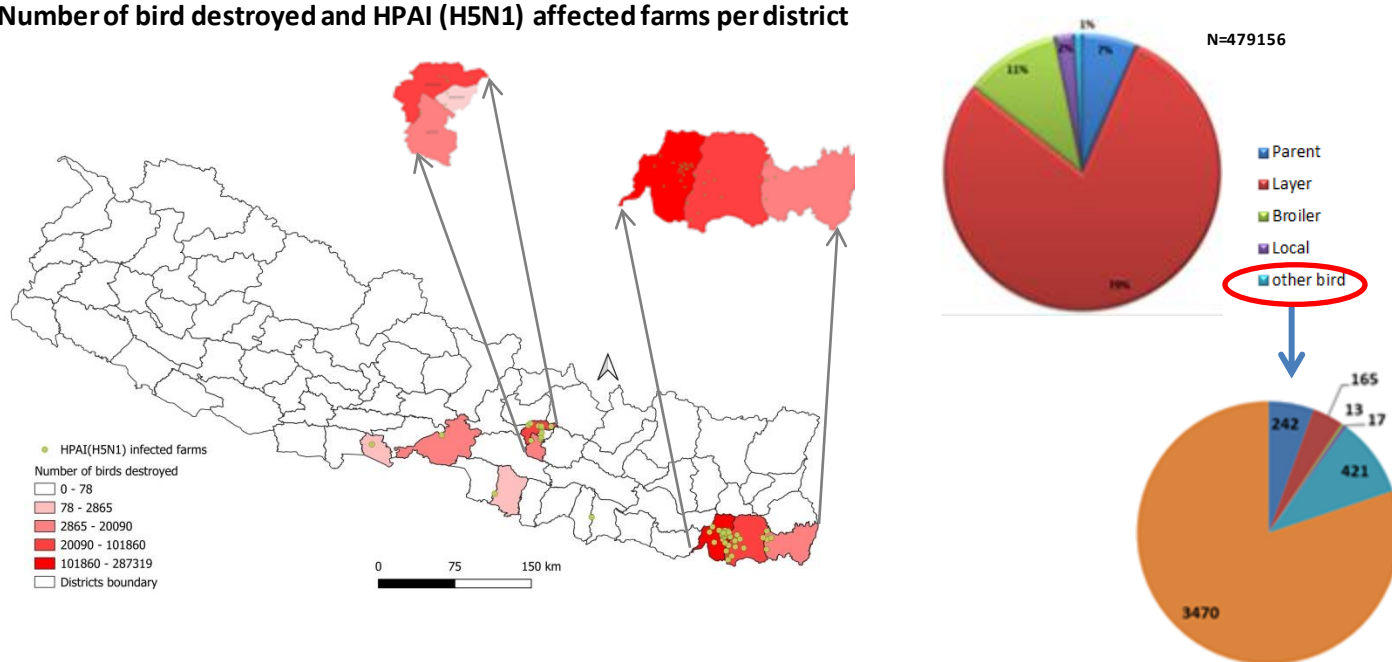 Number of bird destroyed and HPAI (H5N1) affected farms per district
HPAI(H5N1) infected farms
Number of birds destroyed
0 - 78
78 - 2865
2865 - 20090
20090 - 101860
101860 - 287319
Districts boundary
0 75 150 km
N=479156
1%
7%
2%
11%
79%
Parent
Layer
Broiler
Local
other bird
165
13
17
242
421
3470